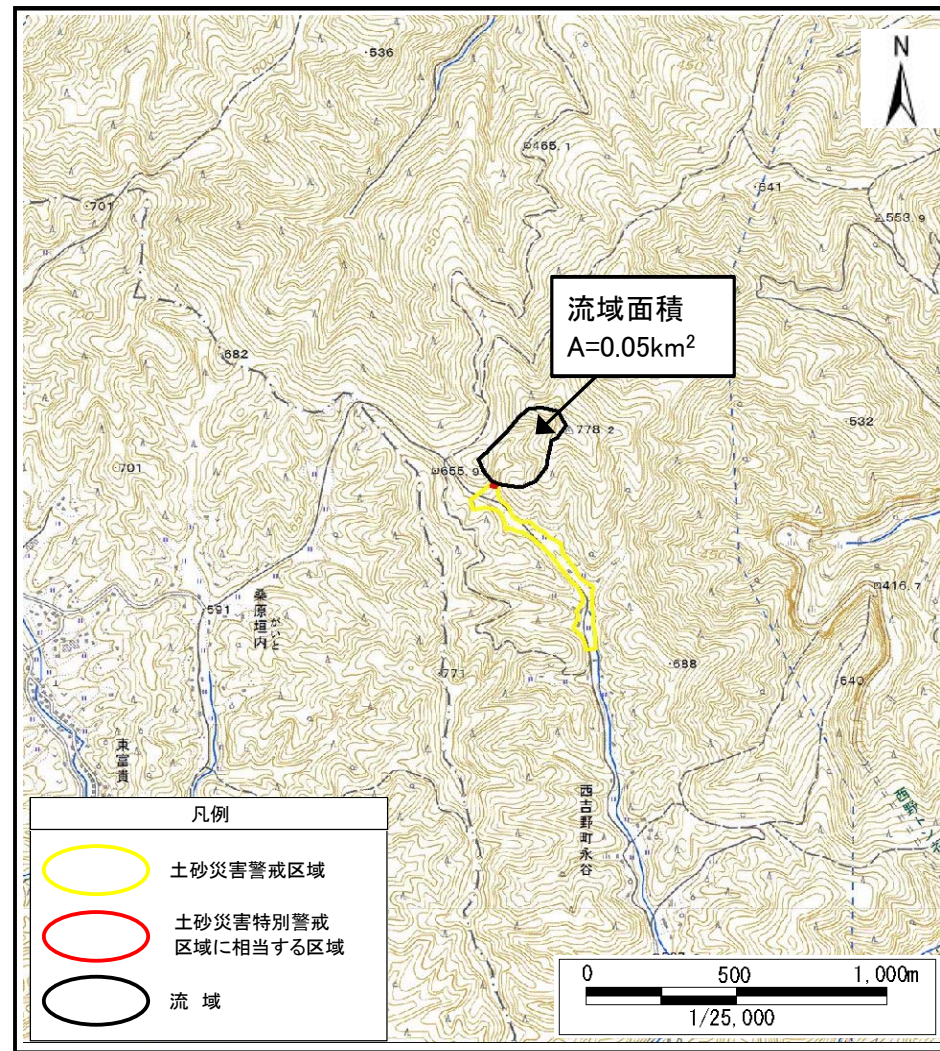 536
N
465.1
701
641
553.9
流域面積
A=0.05km²
682
778.2
532
701
655.9
416.7
591
桑原垣内
がいと
688
771
540
東富貴
西吉野町永谷
凡例
土砂災害警戒区域
土砂災害特別警戒
区域に相当する区域
流 域
0 500 1,000m
1/25,000